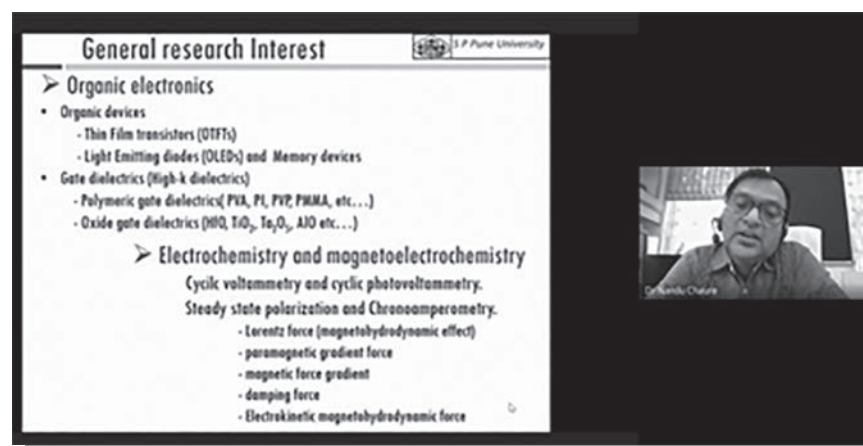 General research Interest
S P Pune University
➢ Organic electronics
• Organic devices
- Thin Film transistors (OTFTs)
- Light Emitting diodes (OLEDs) and Memory devices
• Gate dielectrics (High-k dielectrics)
- Polymeric gate dielectrics( PVA, PI, PVP, PMMA, etc…)
- Oxide gate dielectrics (HfO, TiO₂, Ta₂O₅, AlO etc…)
➢ Electrochemistry and magnetoelectrochemistry
Cycilc voltammetry and cyclic photovoltammetry.
Steady state polarization and Chronoamperometry.
- Lorentz force (magnetohydrodynamic effect)
- paramagnetic gradient force
- magnetic force gradient
- damping force
- Electrokinetic magnetohydrodynamic force
Dr Nandu Chaure